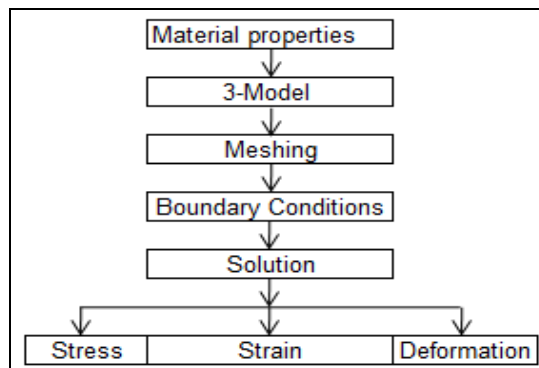 Material properties
3-Model
Meshing
Boundary Conditions
Solution
Stress Strain Deformation